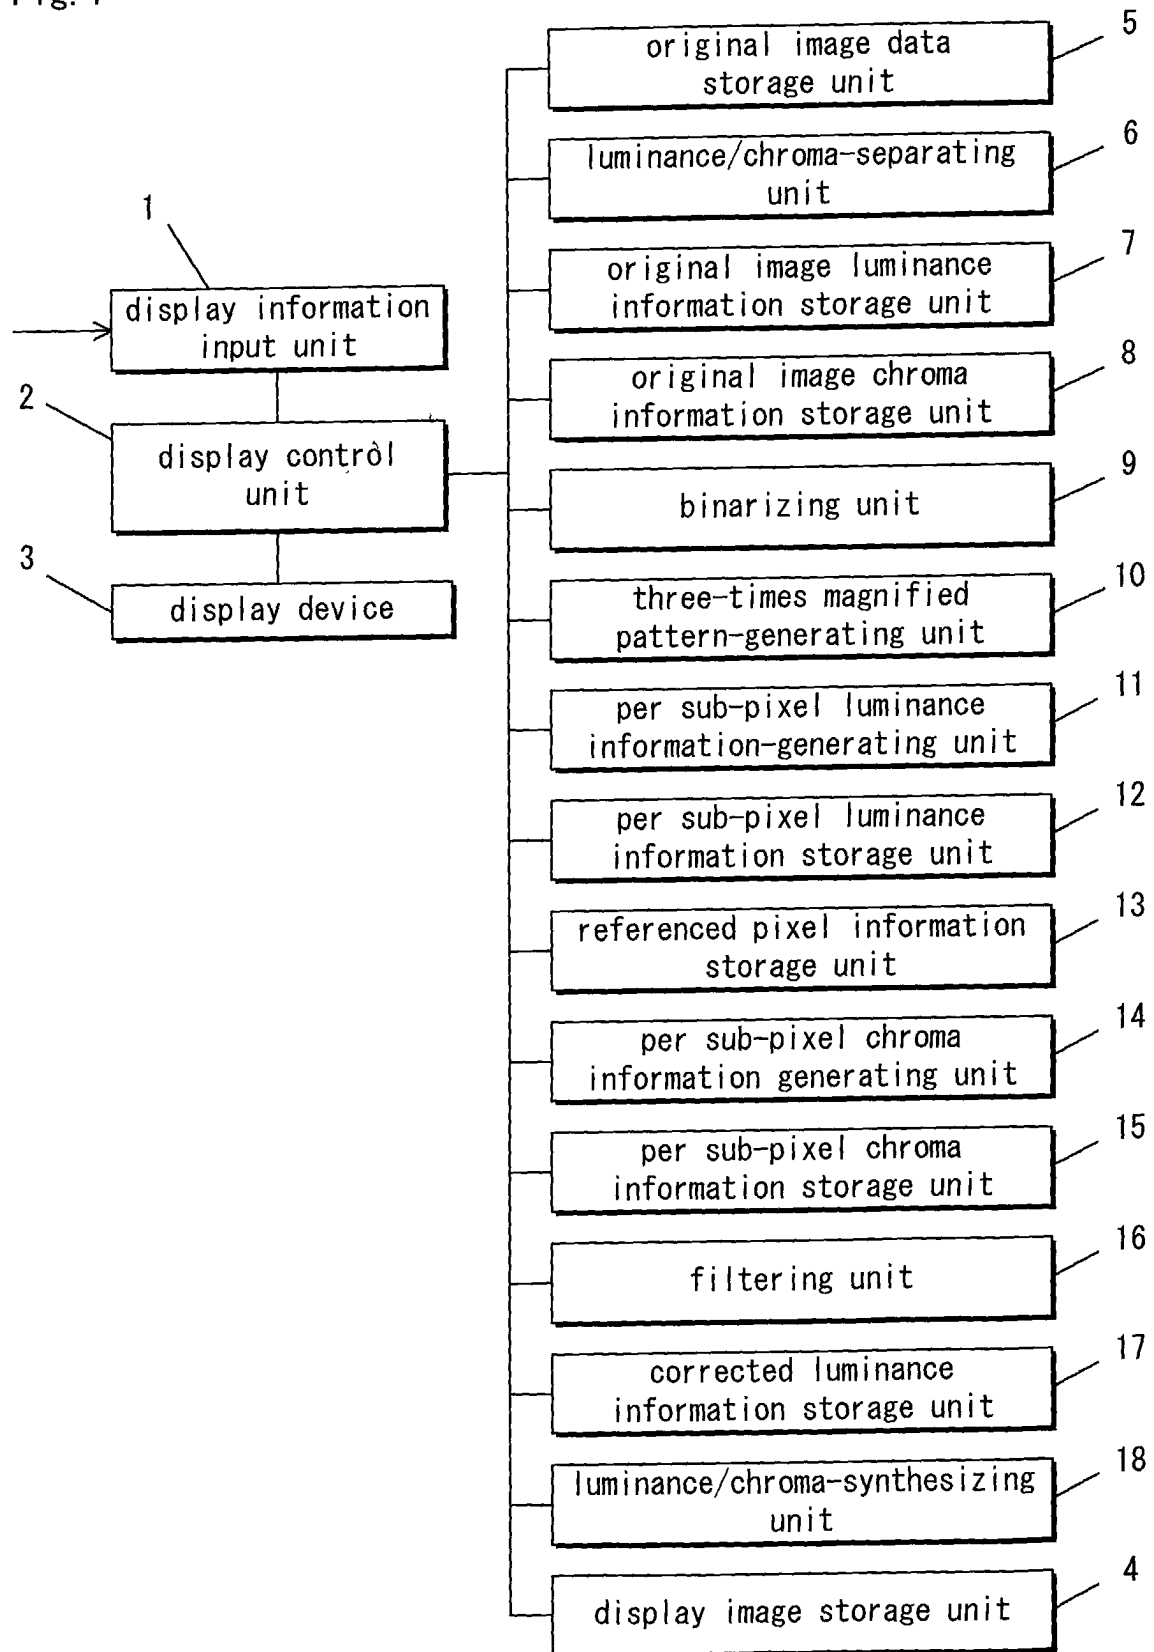 5
original image data
storage unit
6
luminance/chroma-separating
unit
1
7
original image luminance
information storage unit
display information
input unit
8
original image chroma
information storage unit
2
display control
unit
9
binarizing unit
3
display device
10
three-times magnified
pattern-generating unit
11
per sub-pixel luminance
information-generating unit
12
per sub-pixel luminance
information storage unit
13
referenced pixel information
storage unit
14
per sub-pixel chroma
information generating unit
15
per sub-pixel chroma
information storage unit
16
filtering unit
17
corrected luminance
information storage unit
18
luminance/chroma-synthesizing
unit
4
display image storage unit